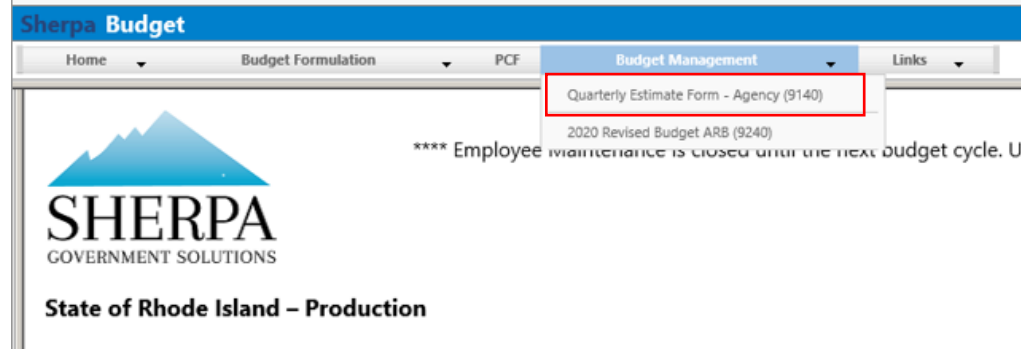 Sherpa Budget
Home Budget Formulation PCF Budget Management Links
Quarterly Estimate Form - Agency (9140)
2020 Revised Budget ARB (9240)
**** Employee Maintenance is closed until the next budget cycle. U
SHERPA
GOVERNMENT SOLUTIONS
State of Rhode Island – Production